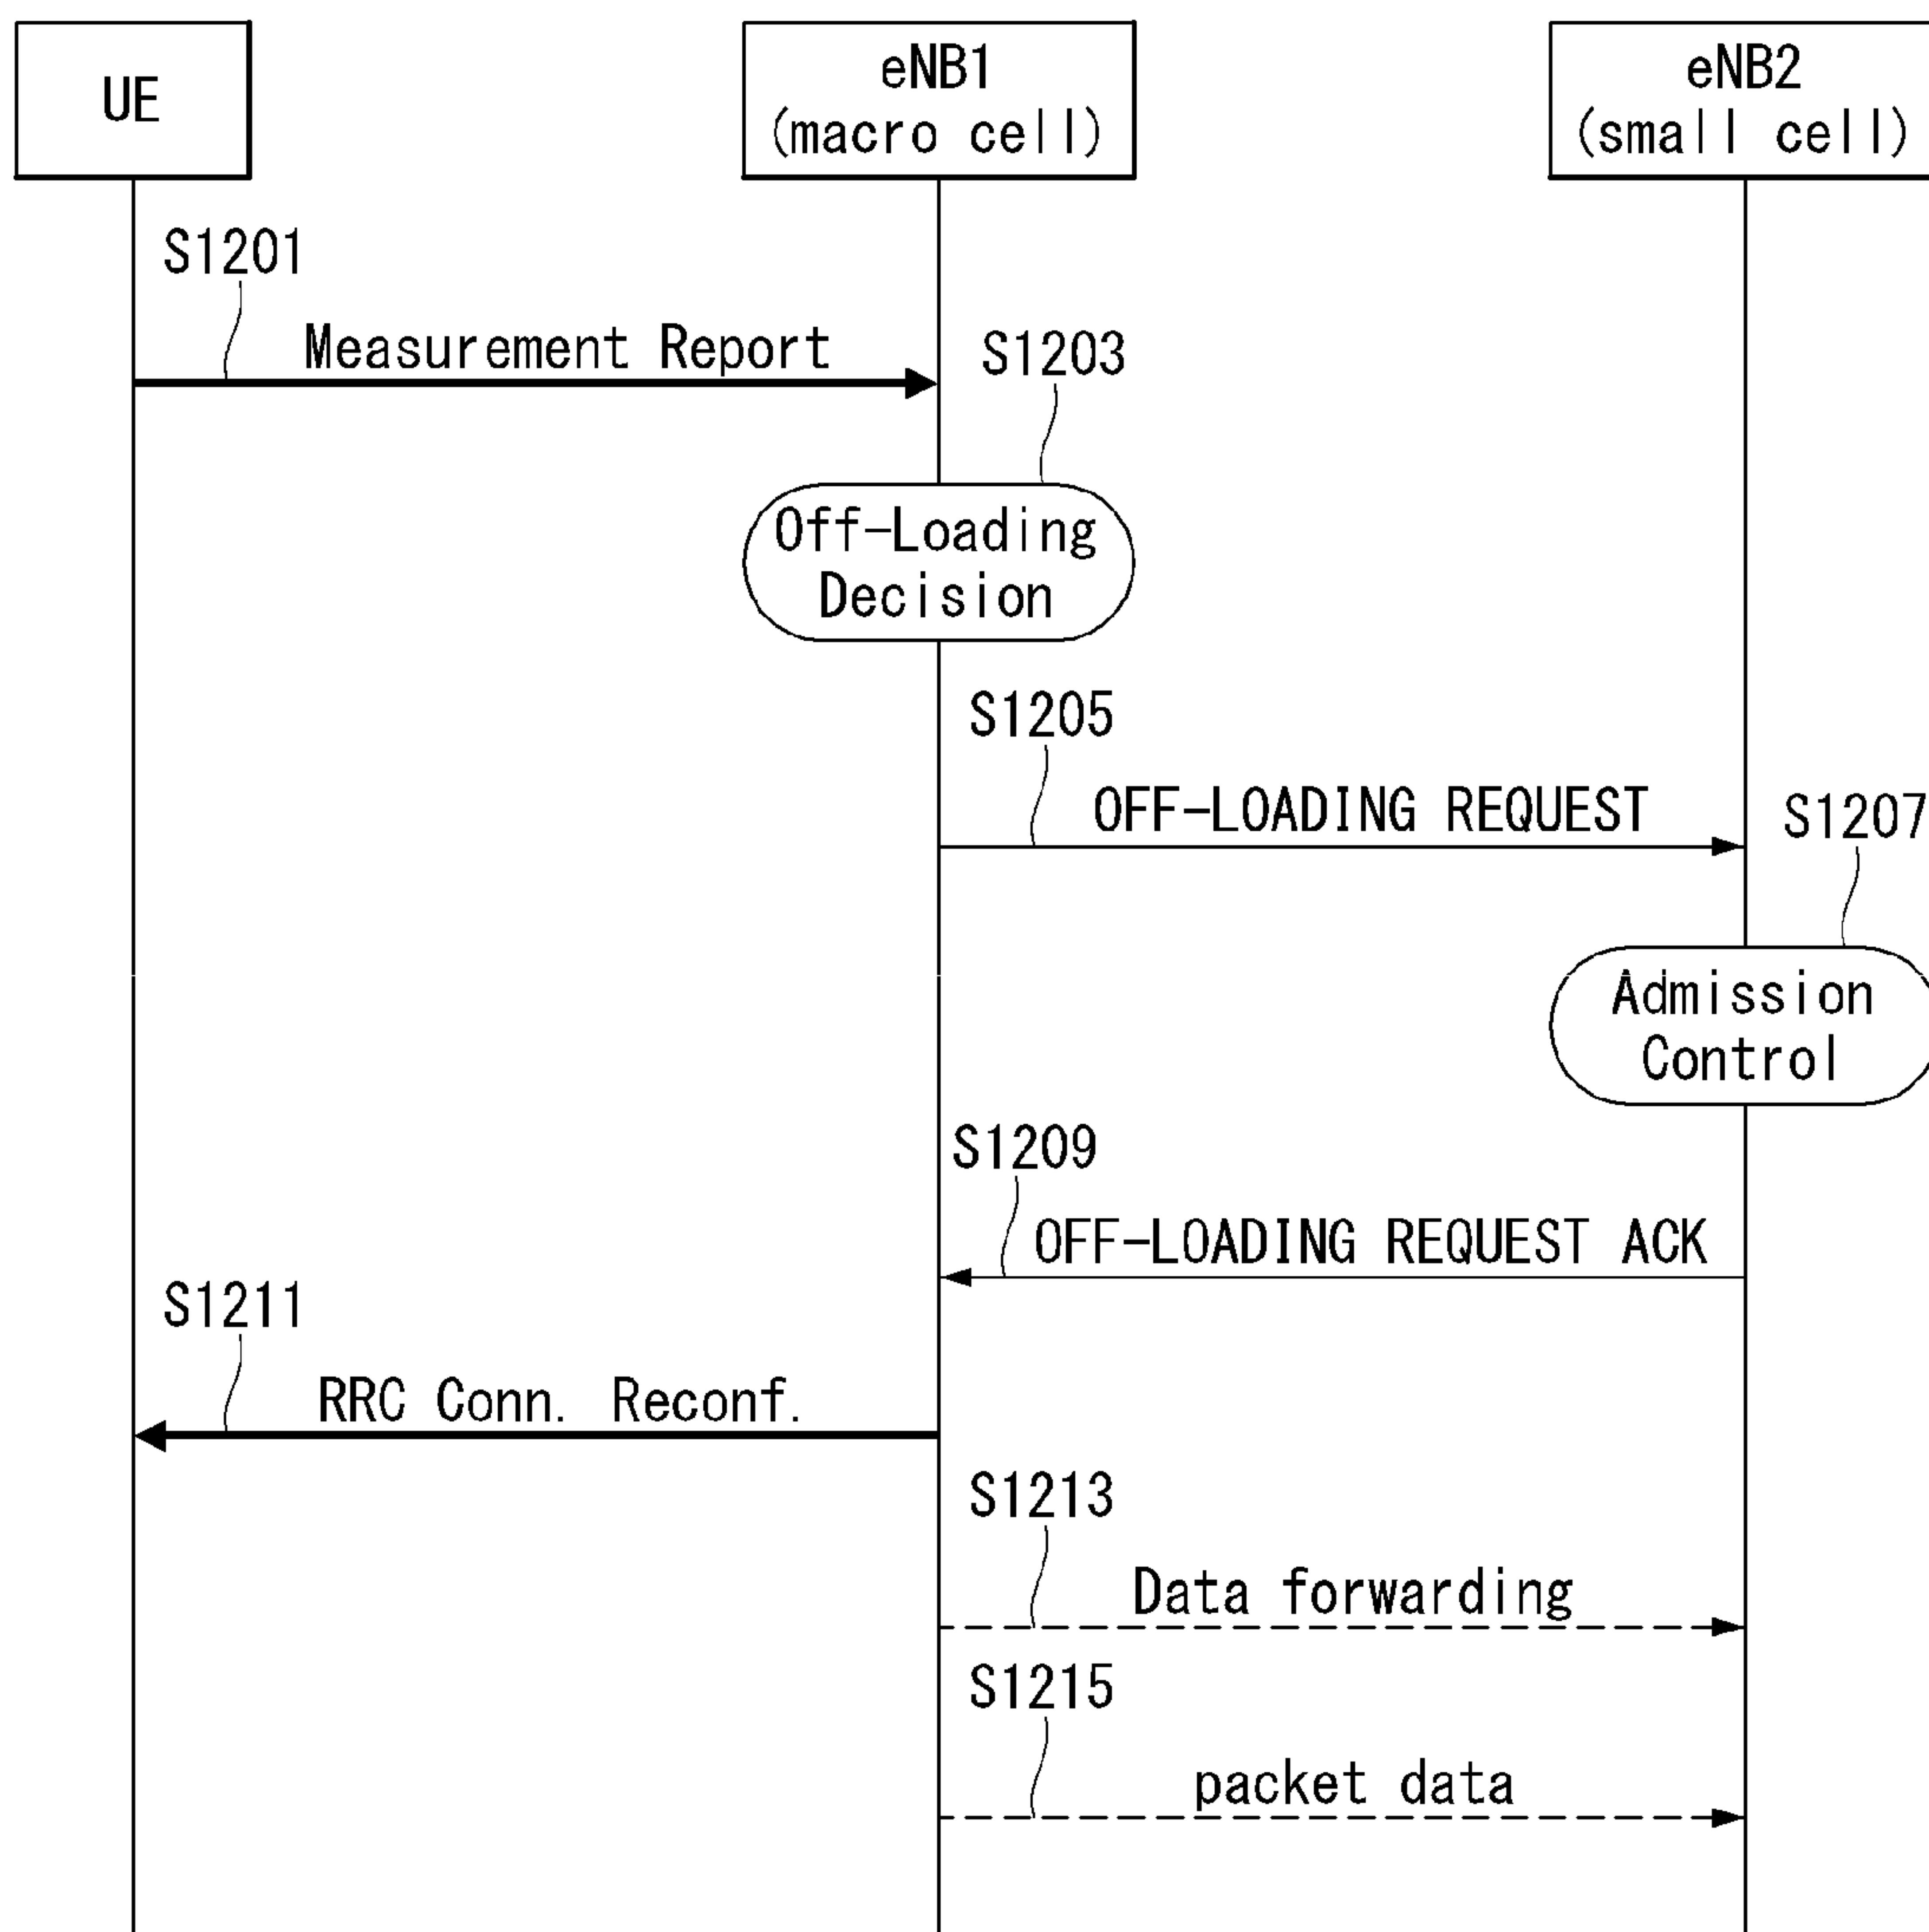 UE
eNB1
(macro cell)
eNB2
(small cell)
S1201
Measurement Report
S1203
Off-Loading
Decision
S1205
OFF-LOADING REQUEST
S1207
Admission
Control
S1209
OFF-LOADING REQUEST ACK
S1211
RRC Conn. Reconf.
S1213
Data forwarding
S1215
packet data